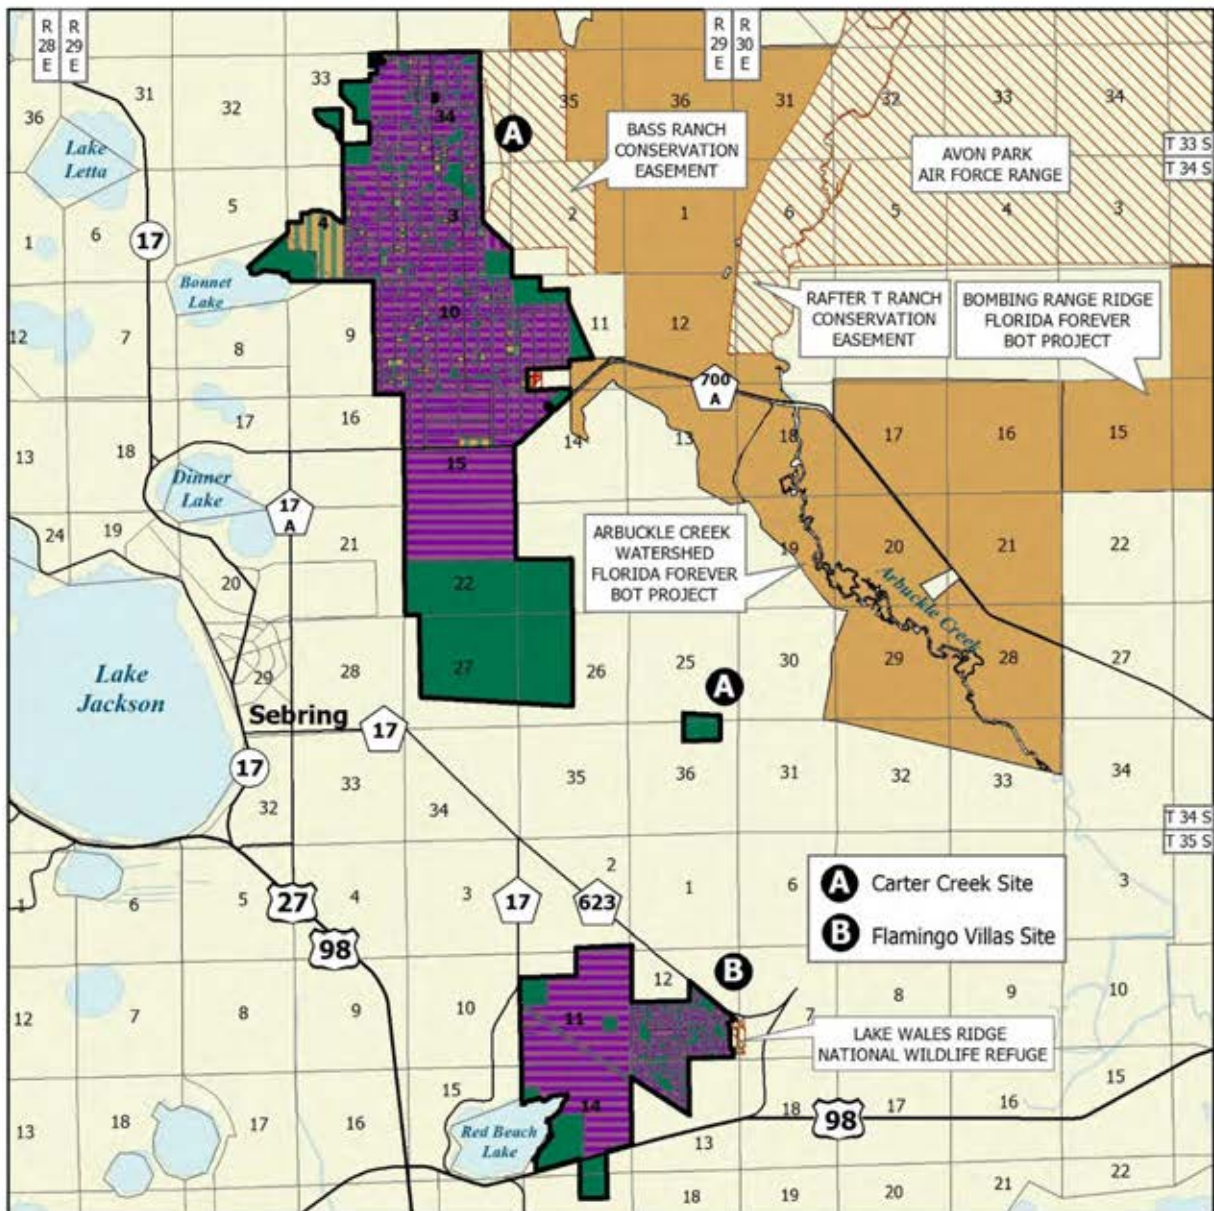 R R
28 29
E E
R R
29 30
E E
31
32
33
34
35
36
31
32
33
34
36
A
BASS RANCH
CONSERVATION
EASEMENT
AVON PARK
AIR FORCE RANGE
T 33 S
T 34 S
Lake
Letta
5
4
3
2
1
6
5
4
3
1
6
17
Bonnet
Lake
RAFTER T RANCH
CONSERVATION
EASEMENT
BOMBING RANGE RIDGE
FLORIDA FOREVER
BOT PROJECT
12
7
8
9
10
11
12
700
A
13
18
17
16
15
14
13
18
17
16
15
Dinner
Lake
17
A
24
19
20
21
22
ARBUCKLE CREEK
WATERSHED
FLORIDA FOREVER
BOT PROJECT
19
20
21
22
Arbuckle Creek
Lake
Jackson
29
28
27
26
25
30
29
28
27
A
Sebring
17
17
32
33
34
35
36
31
32
33
34
T 34 S
T 35 S
1
6
5
4
3
2
1
6
3
27
98
17
623
A Carter Creek Site
B Flamingo Villas Site
B
12
7
8
9
10
11
12
7
8
9
10
LAKE WALES RIDGE
NATIONAL WILDLIFE REFUGE
13
18
17
16
15
14
13
18
17
16
15
98
Red Beach
Lake
18
19
20
21
22